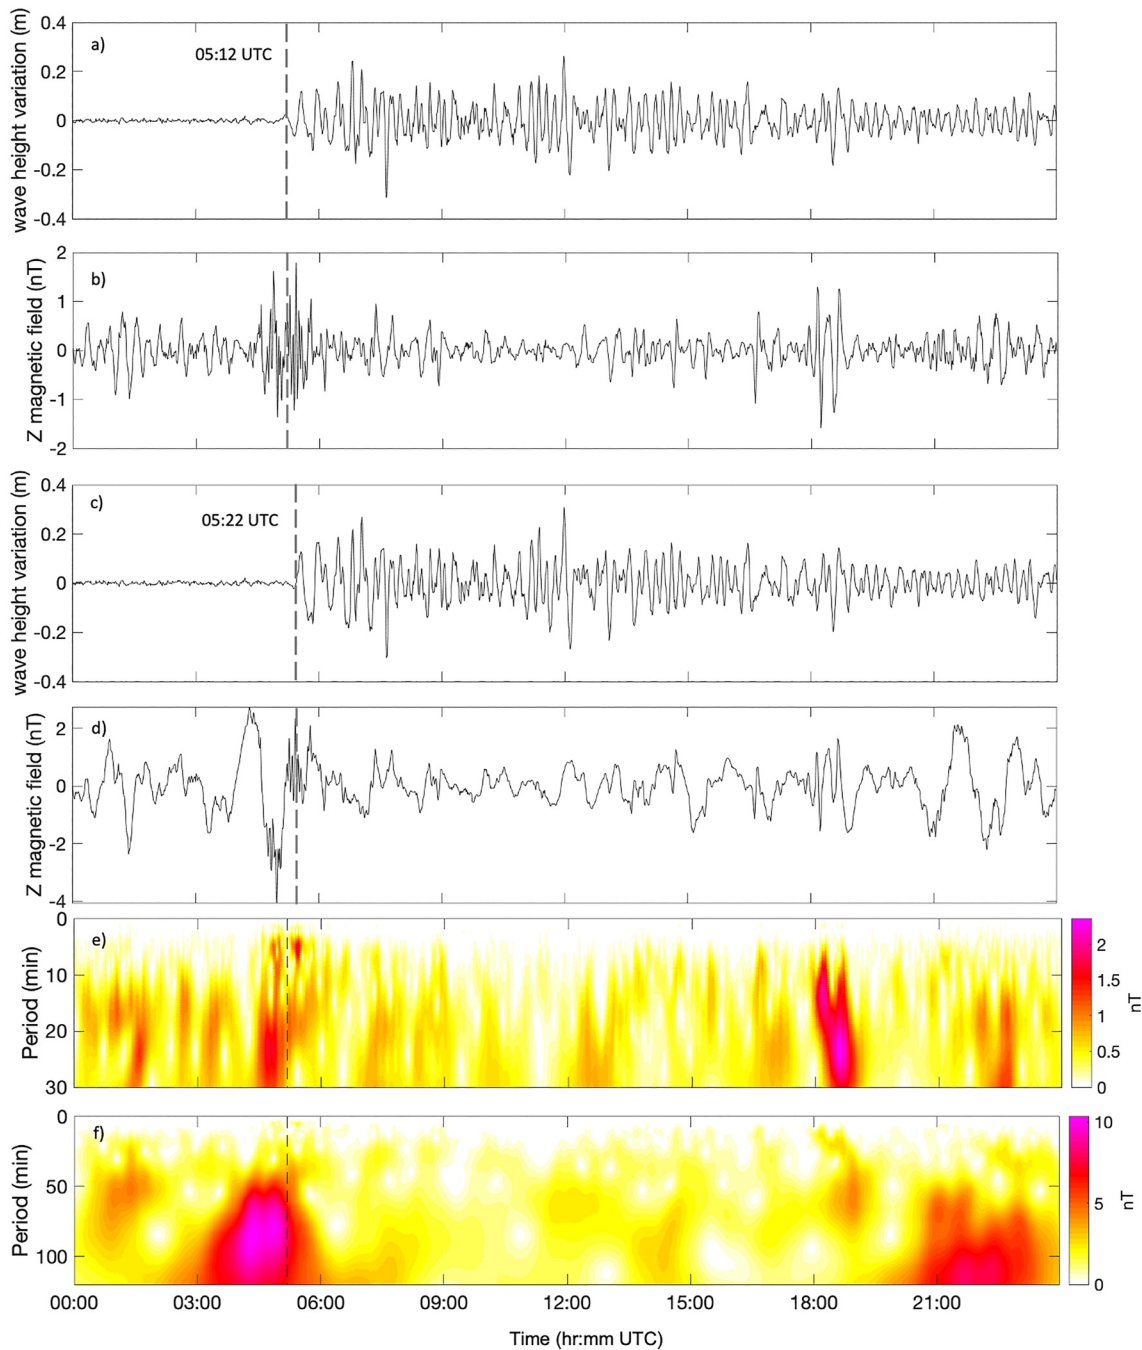 wave height variation (m)
0.4
0.2
0
-0.2
-0.4
a)
05:12 UTC
Z magnetic field (nT)
2
1
0
-1
-2
b)
wave height variation (m)
0.4
0.2
0
-0.2
-0.4
c)
05:22 UTC
Z magnetic field (nT)
2
0
-2
-4
d)
Period (min)
0
10
20
30
e)
2
1.5
1
0.5
0
nT
Period (min)
0
50
100
f)
10
5
0
nT
00:00 03:00 06:00 09:00 12:00 15:00 18:00 21:00
Time (hr:mm UTC)